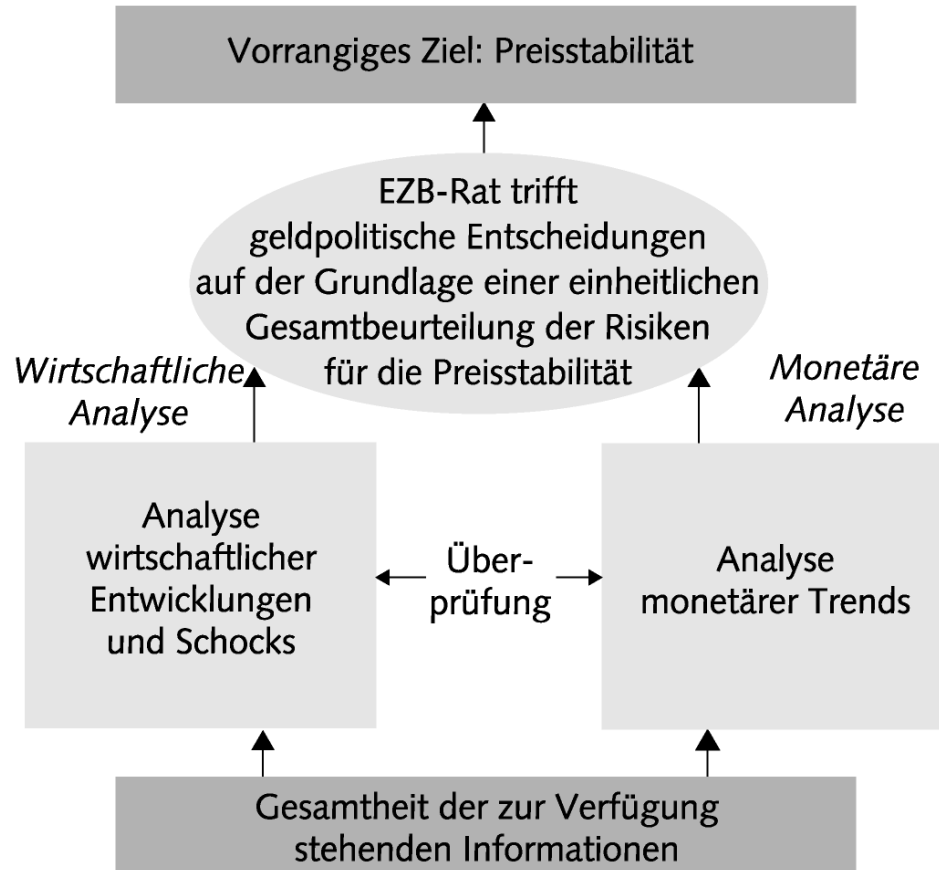 Vorrangiges Ziel: Preisstabilität
EZB-Rat trifft
geldpolitische Entscheidungen
auf der Grundlage einer einheitlichen
Gesamtbeurteilung der Risiken
für die Preisstabilität
Wirtschaftliche
Analyse
Monetäre
Analyse
Analyse
wirtschaftlicher
Entwicklungen
und Schocks
Über-
prüfung
Analyse
monetärer Trends
Gesamtheit der zur Verfügung
stehenden Informationen